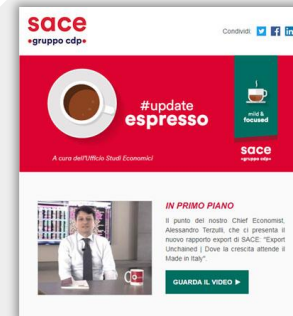 sace
•gruppo cdp•
Condividi
#update
espresso
mild &
focused
sace
•gruppo cdp•
A cura dell'Ufficio Studi Economici
IN PRIMO PIANO
Il punto del nostro Chief Economist,
Alessandro Terzulli, che ci presenta il
nuovo rapporto export di SACE: "Export
Unchained | Dove la crescita attende il
Made in Italy".
GUARDA IL VIDEO